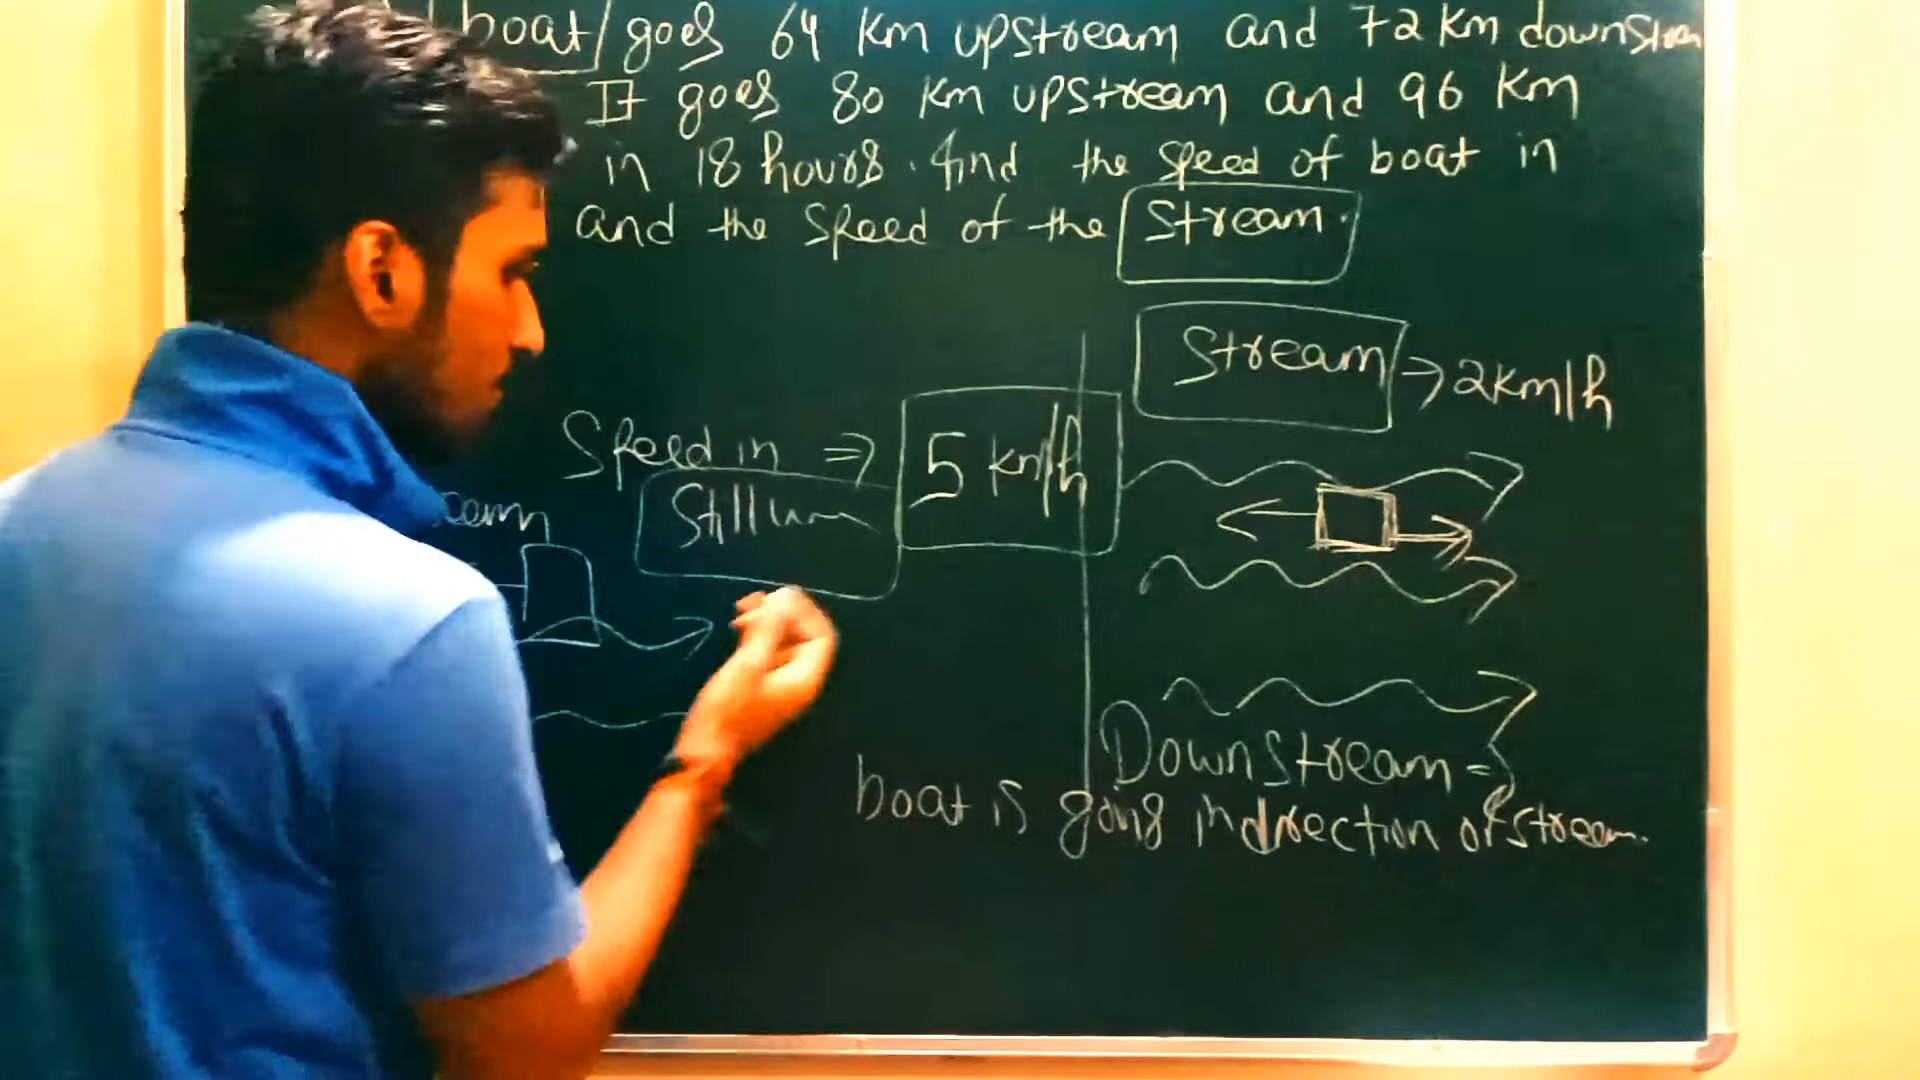 boat goes 64 Km upstream and 72 Km downstream
It goes 80 Km upstream and 96 Km
in 18 hours. find the speed of boat in
and the speed of the Stream.
Stream → 2km/h
Speed in ⇒ 5 km/h
Still
Downstream =>
boat is going in direction of stream.